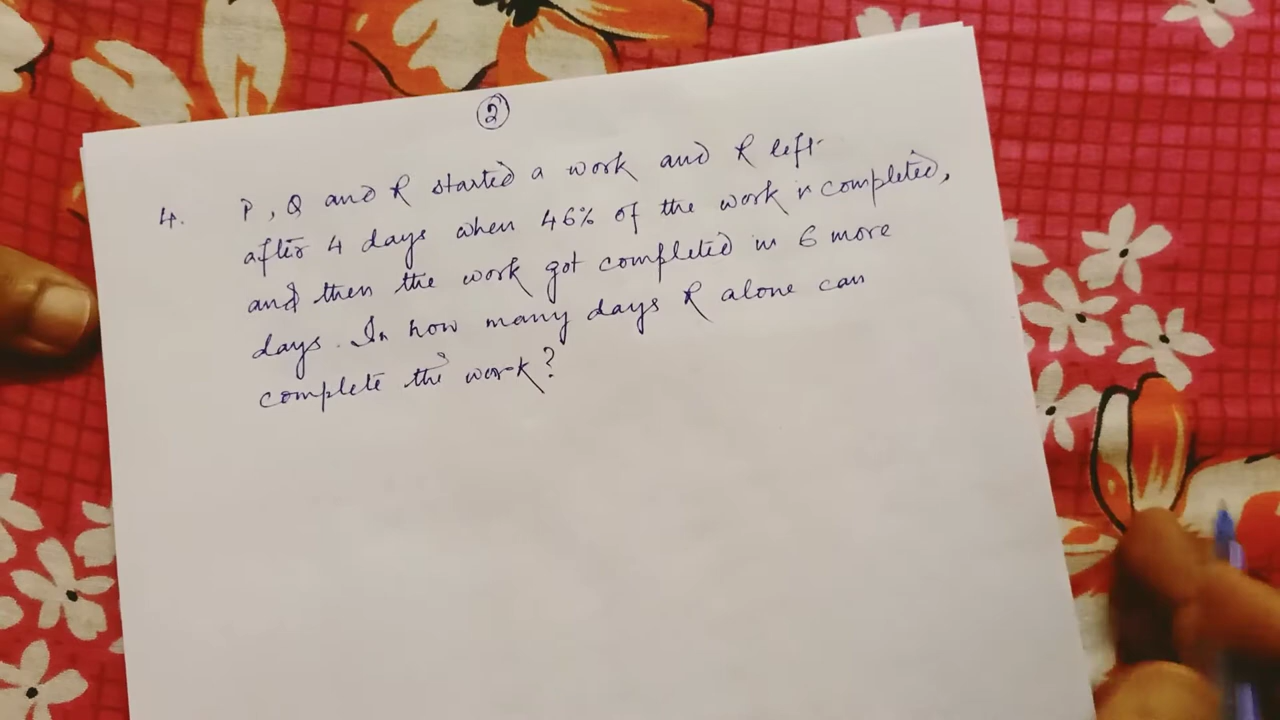 2
4. P, Q and R started a work and R left
after 4 days when 46% of the work is completed,
and then the work got completed in 6 more
days. In how many days R alone can
complete the work?